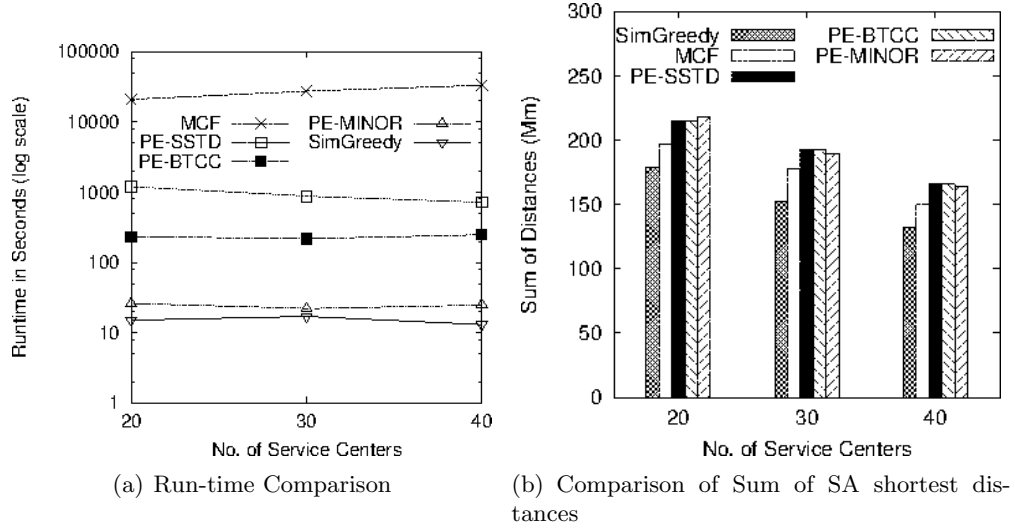 Runtime in Seconds (log scale)
100000
10000
1000
100
10
1
MCF
PE-SSTD
PE-BTCC
PE-MINOR
SimGreedy
20
30
40
No. of Service Centers
(a) Run-time Comparison
Sum of Distances (Mm)
300
250
200
150
100
50
0
SimGreedy
MCF
PE-SSTD
PE-BTCC
PE-MINOR
20
30
40
No. of Service Centers
(b) Comparison of Sum of SA shortest dis-
tances